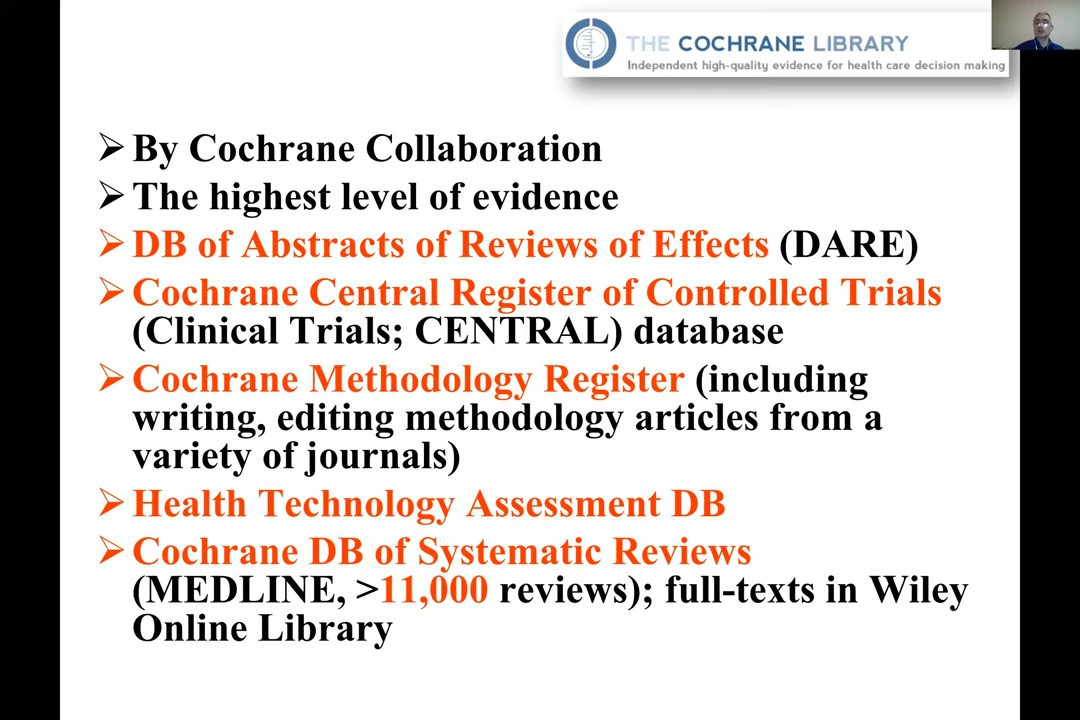 THE COCHRANE LIBRARY
Independent high-quality evidence for health care decision making
By Cochrane Collaboration
The highest level of evidence
DB of Abstracts of Reviews of Effects (DARE)
Cochrane Central Register of Controlled Trials
(Clinical Trials; CENTRAL) database
Cochrane Methodology Register (including
writing, editing methodology articles from a
variety of journals)
Health Technology Assessment DB
Cochrane DB of Systematic Reviews
(MEDLINE, >11,000 reviews); full-texts in Wiley
Online Library